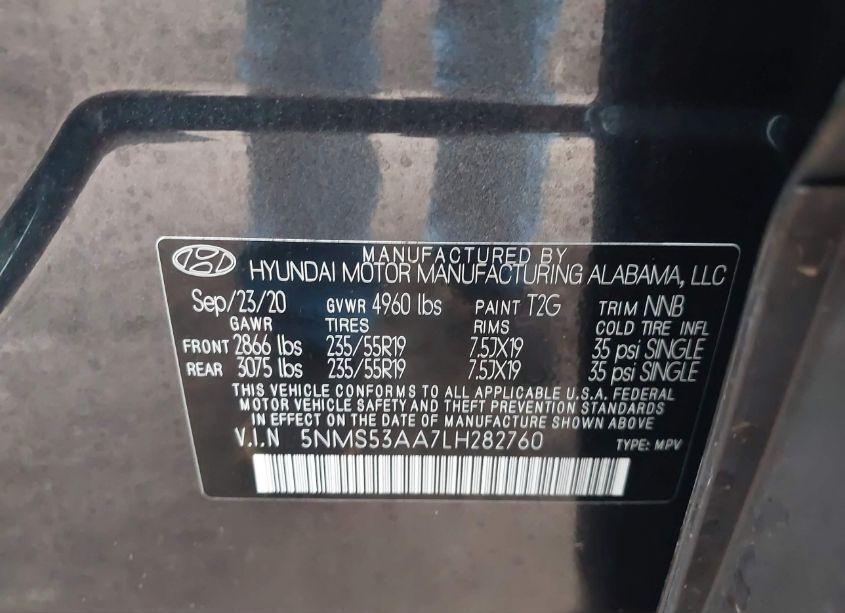 MANUFACTURED BY
HYUNDAI MOTOR MANUFACTURING ALABAMA, LLC
Sep/23/20 GVWR 4960 lbs PAINT T2G TRIM NNB
GAWR TIRES RIMS COLD TIRE INFL
FRONT 2866 lbs 235/55R19 7.5JX19 35 psi SINGLE
REAR 3075 lbs 235/55R19 7.5JX19 35 psi SINGLE
THIS VEHICLE CONFORMS TO ALL APPLICABLE U.S.A. FEDERAL
MOTOR VEHICLE SAFETY AND THEFT PREVENTION STANDARDS
IN EFFECT ON THE DATE OF MANUFACTURE SHOWN ABOVE
V.I.N 5NMS53AA7LH282760 TYPE: MPV